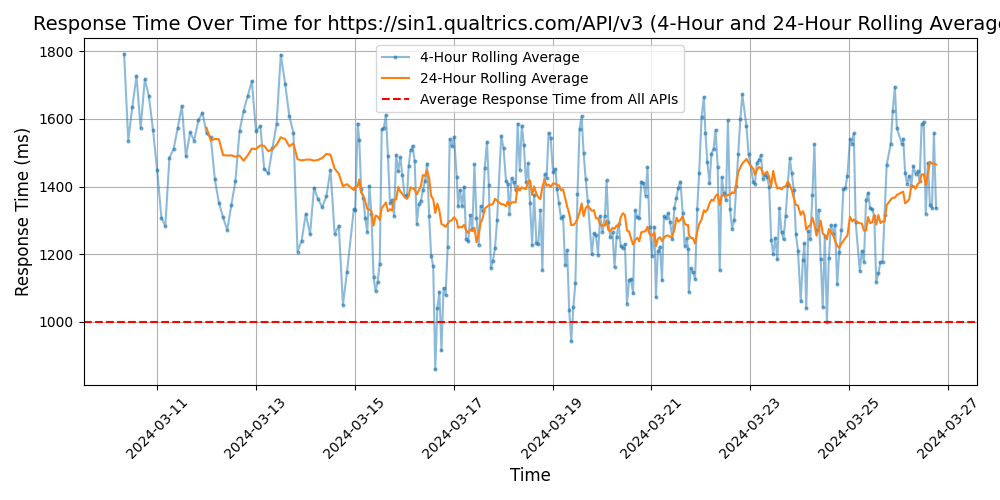 Response Time Over Time for https://sin1.qualtrics.com/API/v3 (4-Hour and 24-Hour Rolling Average
4-Hour Rolling Average
24-Hour Rolling Average
Average Response Time from All APIs
Response Time (ms)
1800
1600
1400
1200
1000
2024-03-11
2024-03-13
2024-03-15
2024-03-17
2024-03-19
2024-03-21
2024-03-23
2024-03-25
2024-03-27
Time